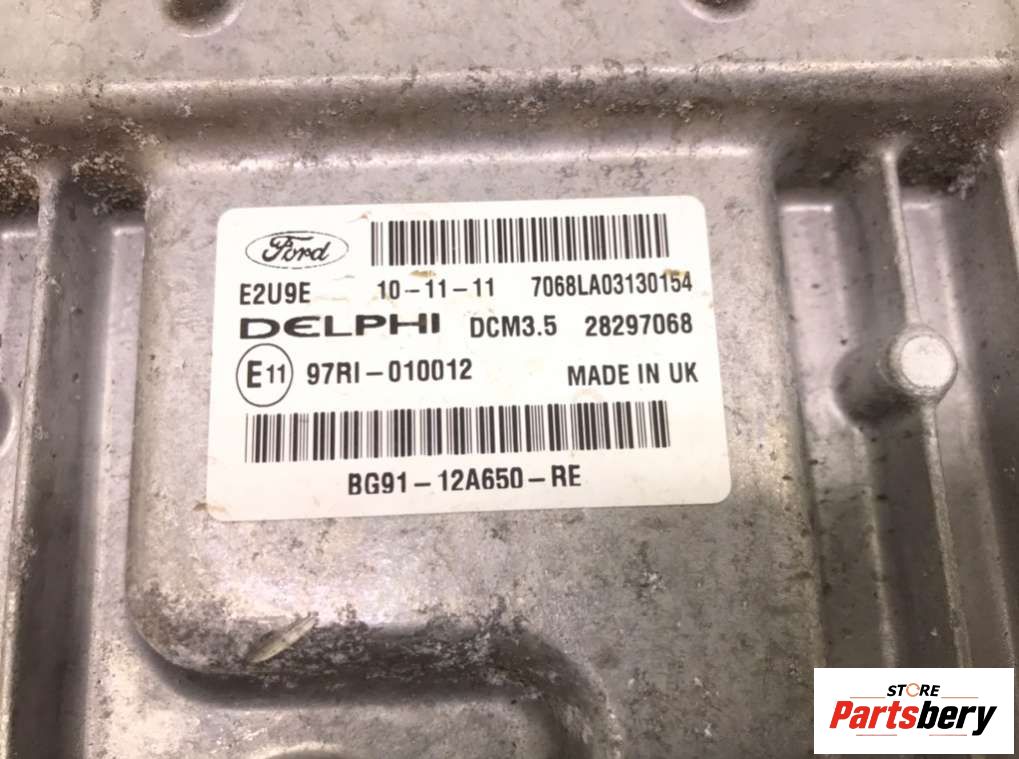 Ford
E2U9E 10-11-11 7068LA03130154
DELPHI DCM3.5 28297068
E11 97RI-010012 MADE IN UK
BG91-12A650-RE
STORE
Partsbery